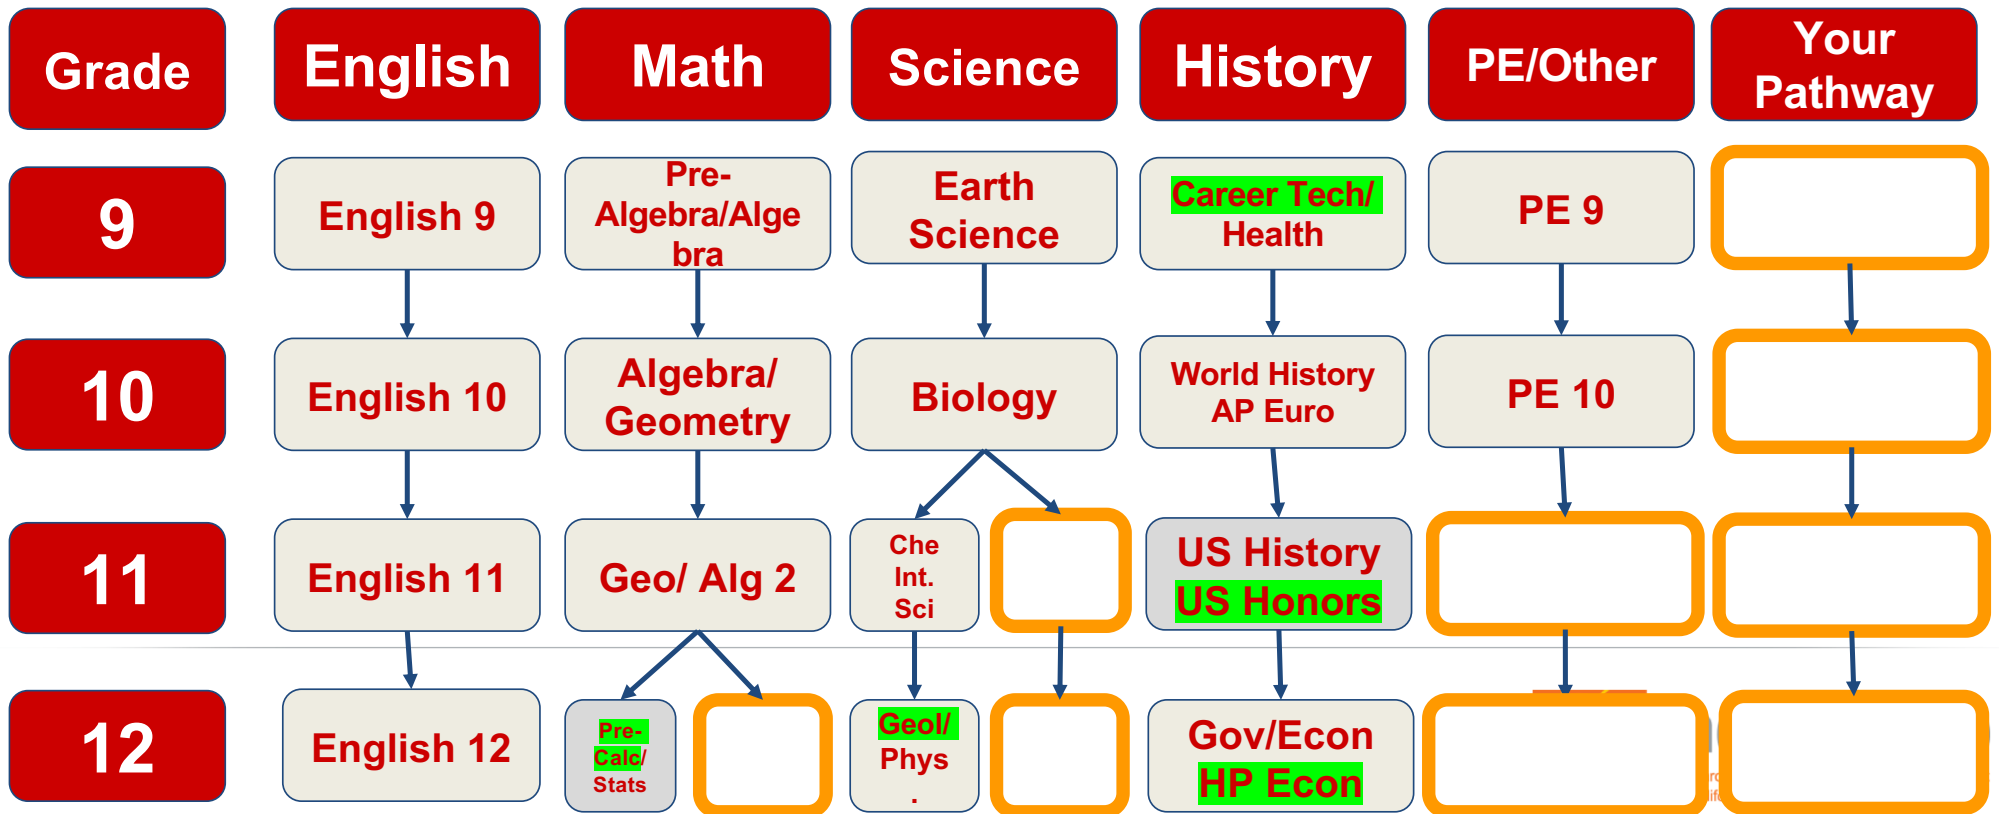 Grade
English
Math
Science
History
PE/Other
Your
Pathway
9
English 9
Pre-
Algebra/Alge
bra
Earth
Science
Career Tech/
Health
PE 9
10
English 10
Algebra/
Geometry
Biology
World History
AP Euro
PE 10
11
English 11
Geo/ Alg 2
Che
Int.
Sci
US History
US Honors
12
English 12
Pre-
Calc/
Stats
Geol/
Phys
.
Gov/Econ
HP Econ